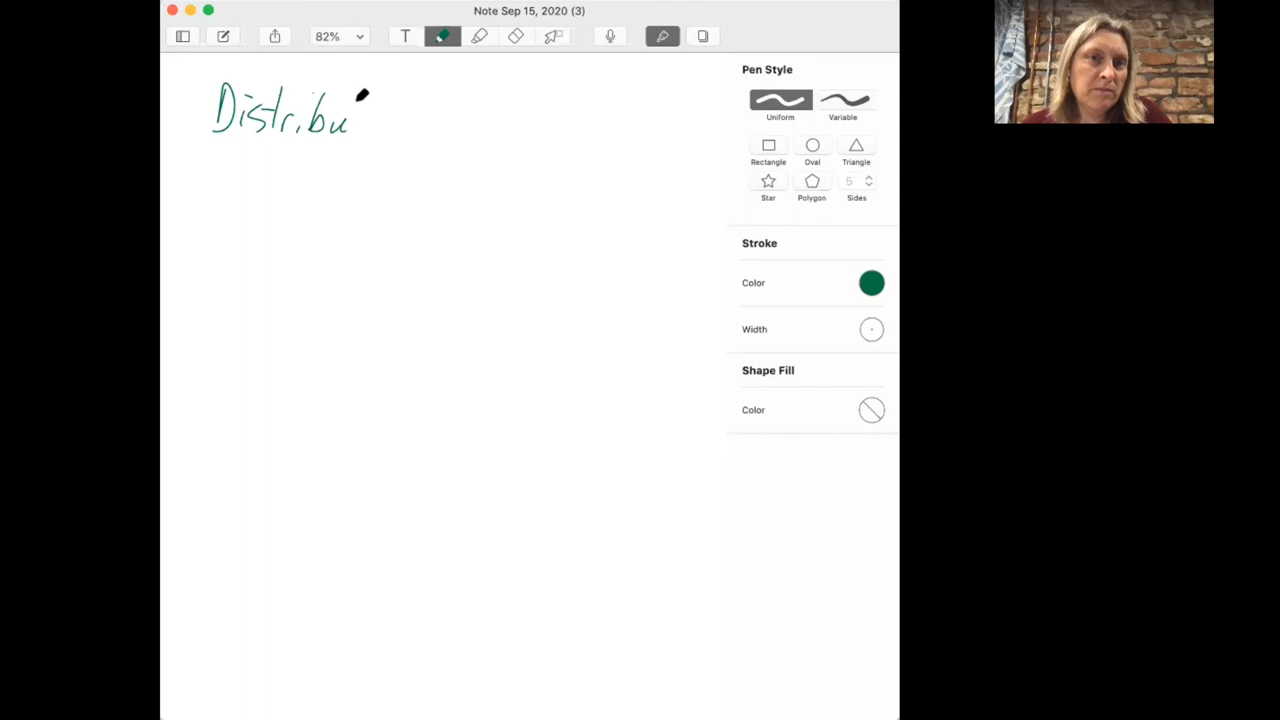 Note Sep 15, 2020 (3)
82%
T
Distribu
Pen Style
Uniform Variable
Rectangle Oval Triangle
5
Star Polygon Sides
Stroke
Color
Width
Shape Fill
Color